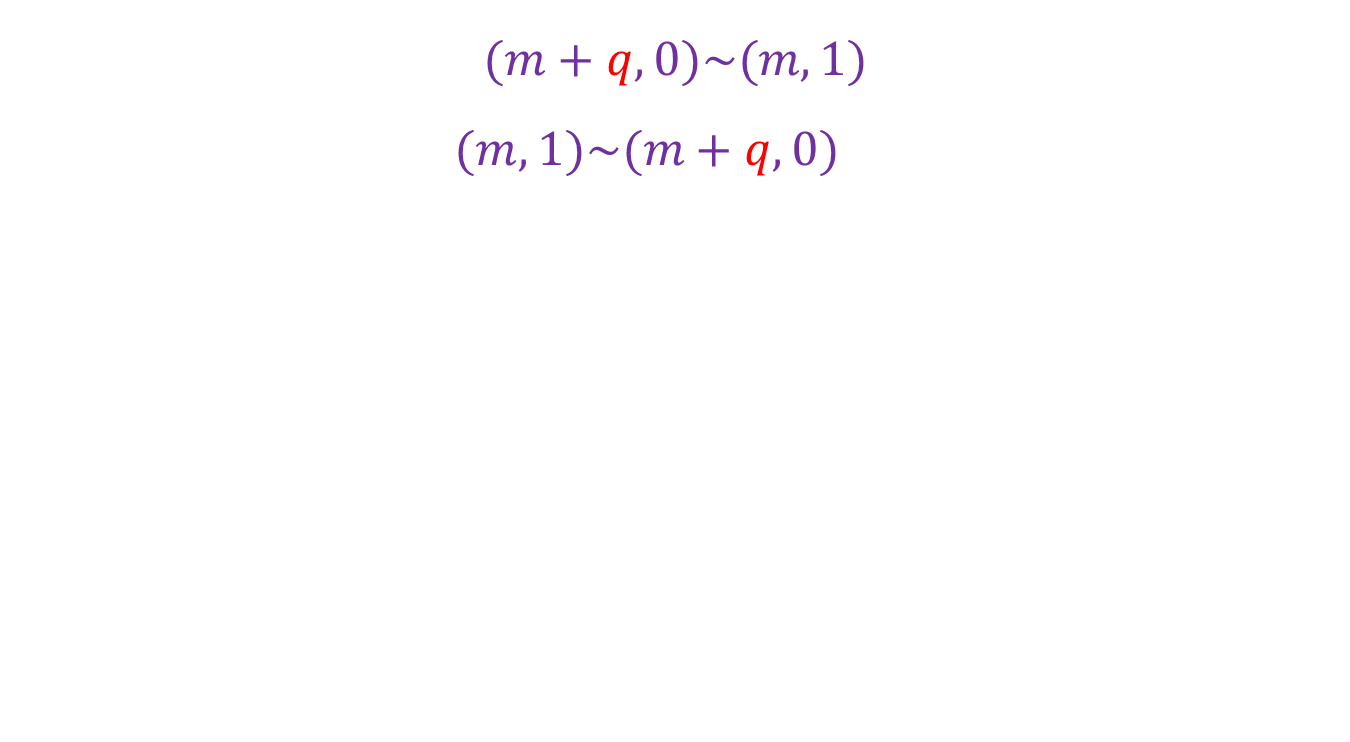 (𝑚 + 𝑞, 0)~(𝑚, 1)
(𝑚, 1)~(𝑚 + 𝑞, 0)